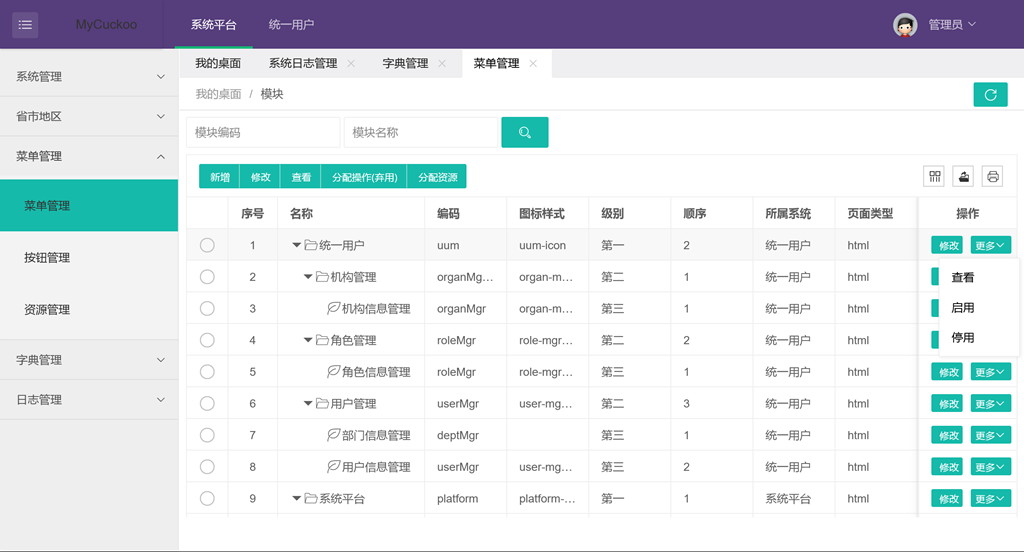 MyCuckoo 系统平台 统一用户 管理员
系统管理
省市地区
菜单管理
菜单管理
按钮管理
资源管理
字典管理
日志管理
我的桌面 系统日志管理 字典管理 菜单管理
我的桌面 / 模块
模块编码 模块名称
新增 修改 查看 分配操作(弃用) 分配资源
序号 名称 编码 图标样式 级别 顺序 所属系统 页面类型 操作
1 统一用户 uum uum-icon 第一 2 统一用户 html 修改 更多
2 机构管理 organMg... organ-m... 第二 1 统一用户 html
3 机构信息管理 organMgr organ-m... 第三 1 统一用户 html
4 角色管理 roleMgr role-mgr... 第二 2 统一用户 html
5 角色信息管理 roleMgr role-mgr... 第三 1 统一用户 html 修改 更多
6 用户管理 userMgr user-mg... 第二 3 统一用户 html 修改 更多
7 部门信息管理 deptMgr 第三 1 统一用户 html 修改 更多
8 用户信息管理 userMgr user-mg... 第三 2 统一用户 html 修改 更多
9 系统平台 platform platform-... 第一 1 系统平台 html 修改 更多
查看
启用
停用